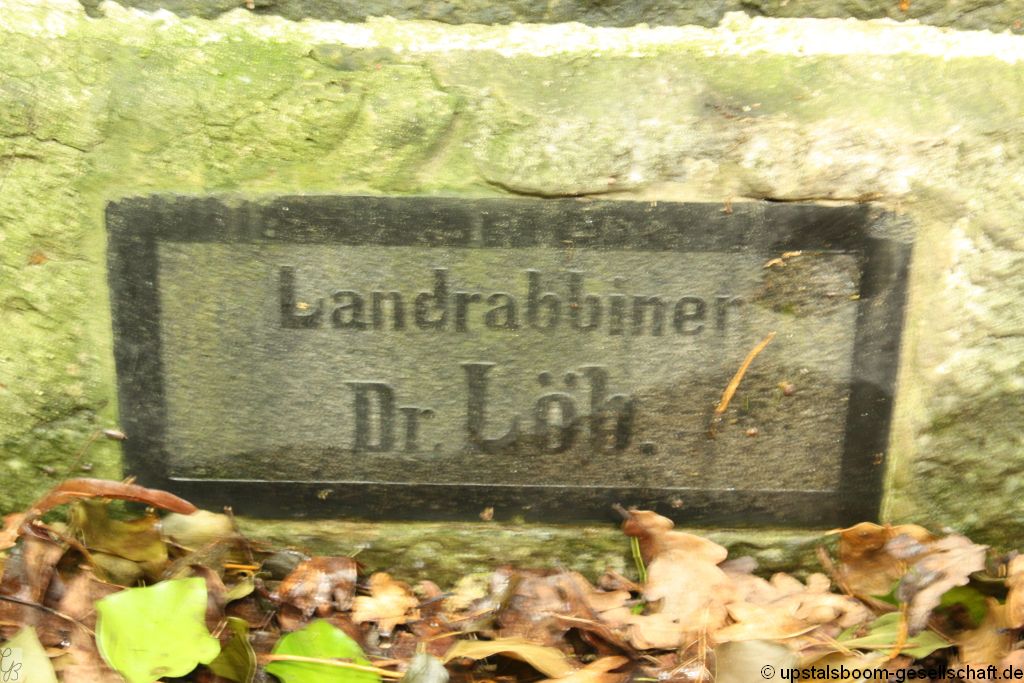 Landrabbiner
Dr. Löb.
© upstalsboom-gesellschaft.de